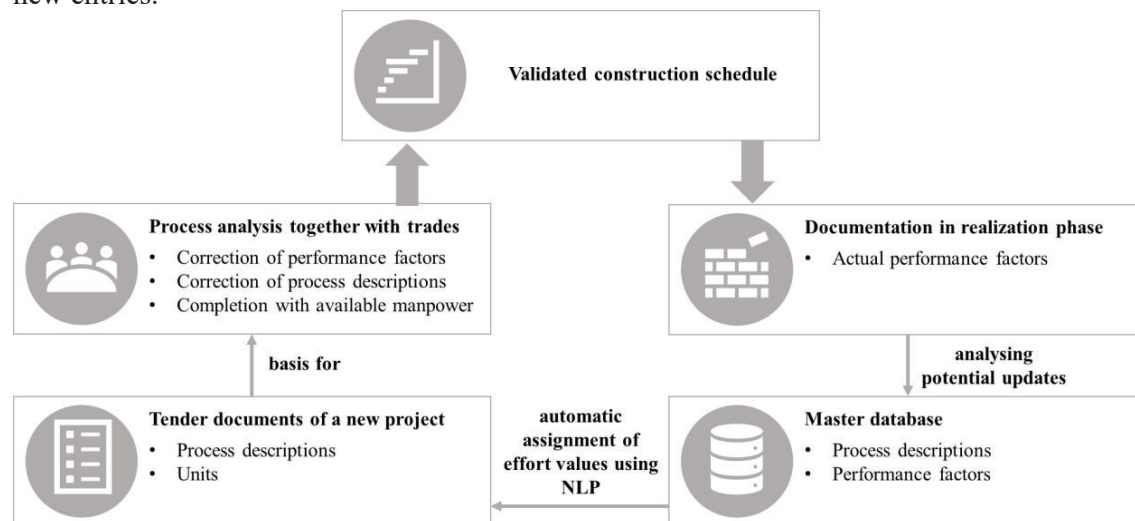 new entries.
Validated construction schedule
Process analysis together with trades
• Correction of performance factors
• Correction of process descriptions
• Completion with available manpower
Documentation in realization phase
• Actual performance factors
basis for
analysing
potential updates
Tender documents of a new project
• Process descriptions
• Units
automatic
assignment of
effort values using
NLP
Master database
• Process descriptions
• Performance factors